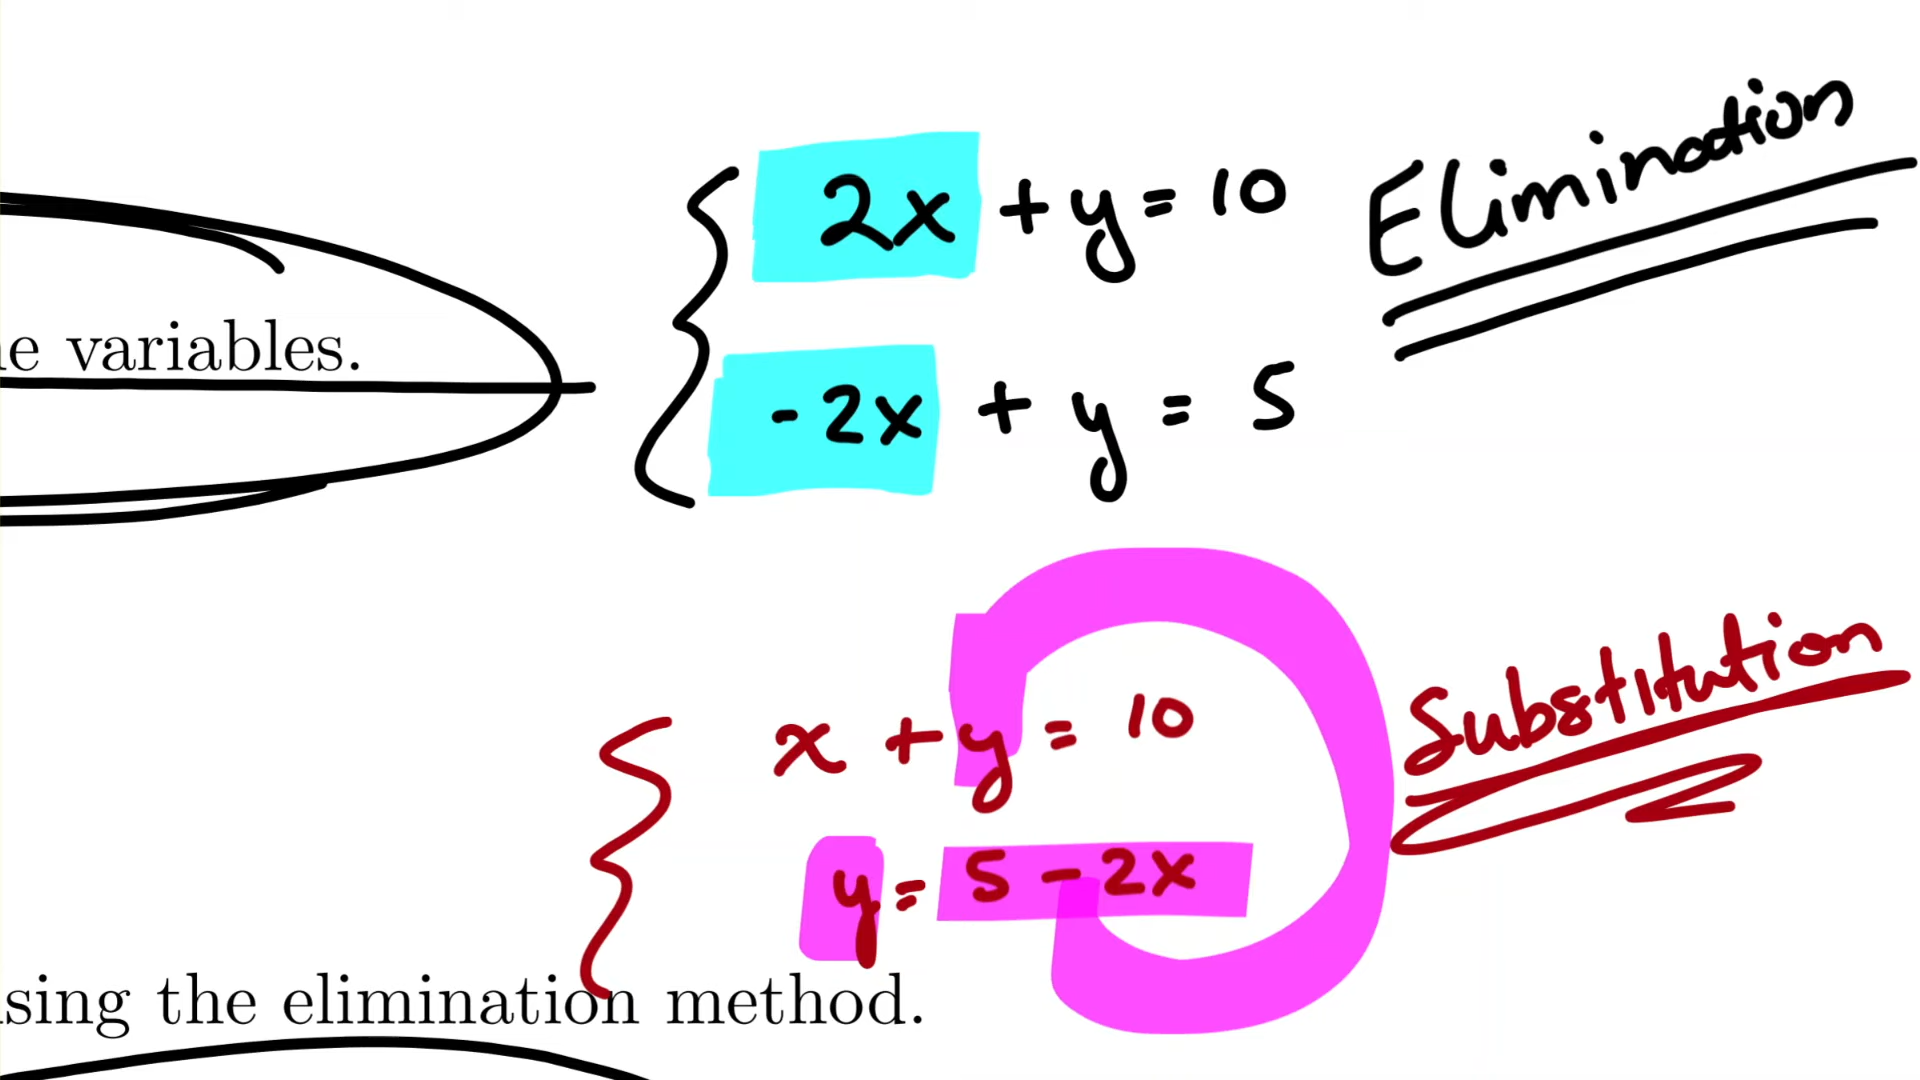 2x + y = 10 Elimination
e variables.
-2x + y = 5
x + y = 10 Substitution
y = 5 - 2x
sing the elimination method.